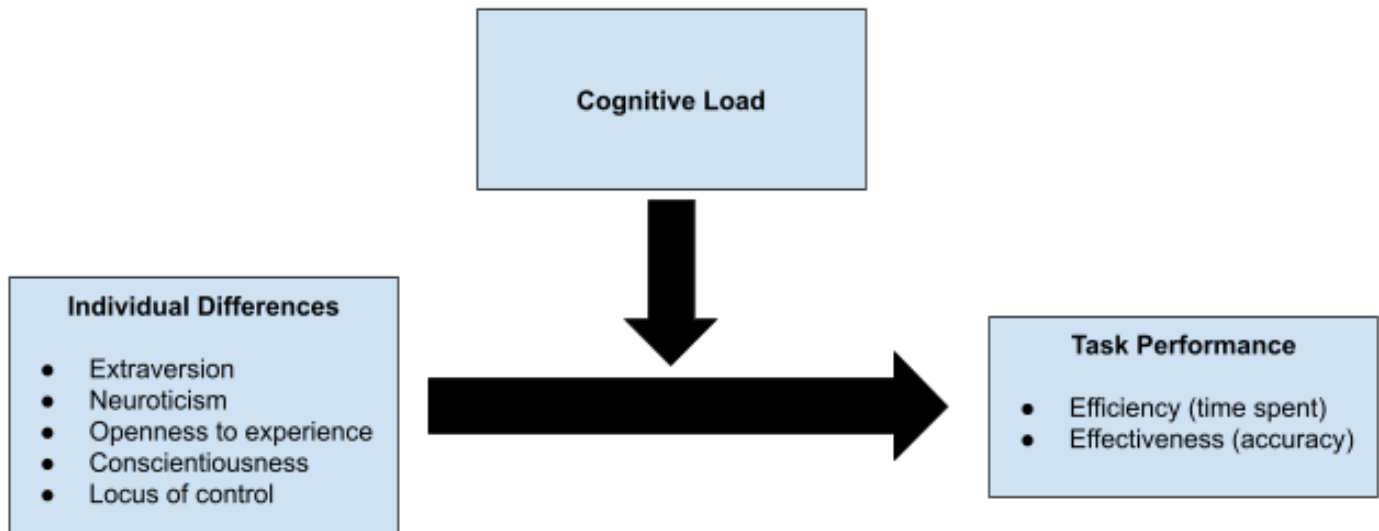 Cognitive Load
Individual Differences
● Extraversion
● Neuroticism
● Openness to experience
● Conscientiousness
● Locus of control
Task Performance
● Efficiency (time spent)
● Effectiveness (accuracy)